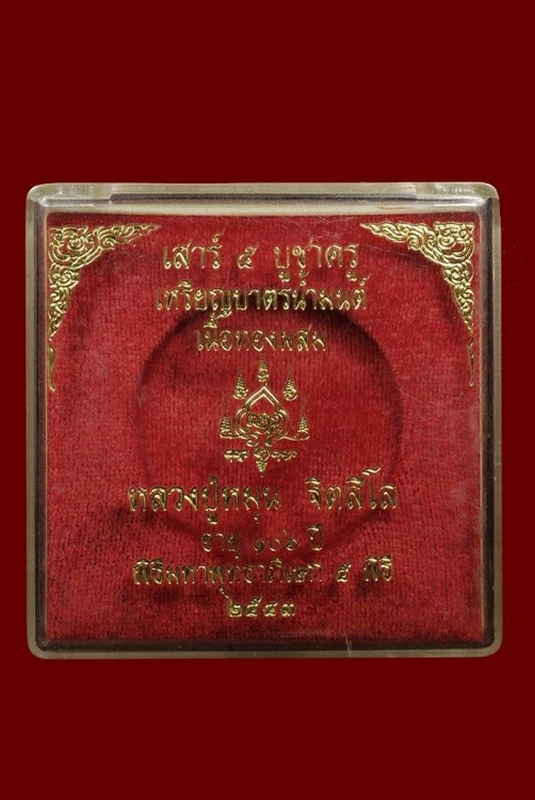 เสาร์ ๕ บูชาครู
เหรียญบาตรน้ำมนต์
เนื้อทองผสม
หลวงปู่หมุน ฐิตสีโล
อายุ ๑๐๖ ปี
พิธีมหาพุทธาภิเษก ๕ พิธี
๒๕๔๓